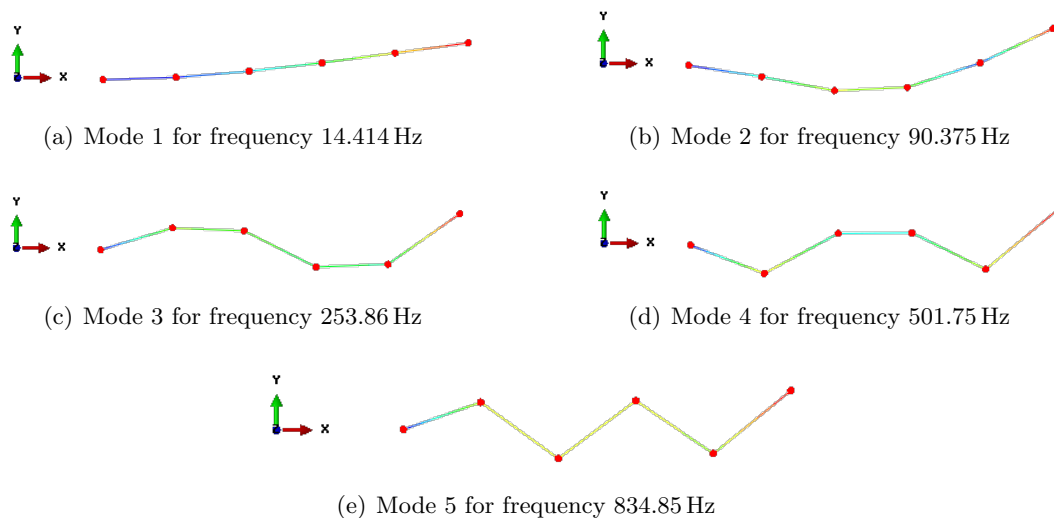 Y
X
Y
X
(a) Mode 1 for frequency 14.414 Hz
(b) Mode 2 for frequency 90.375 Hz
Y
X
Y
X
(c) Mode 3 for frequency 253.86 Hz
(d) Mode 4 for frequency 501.75 Hz
Y
X
(e) Mode 5 for frequency 834.85 Hz